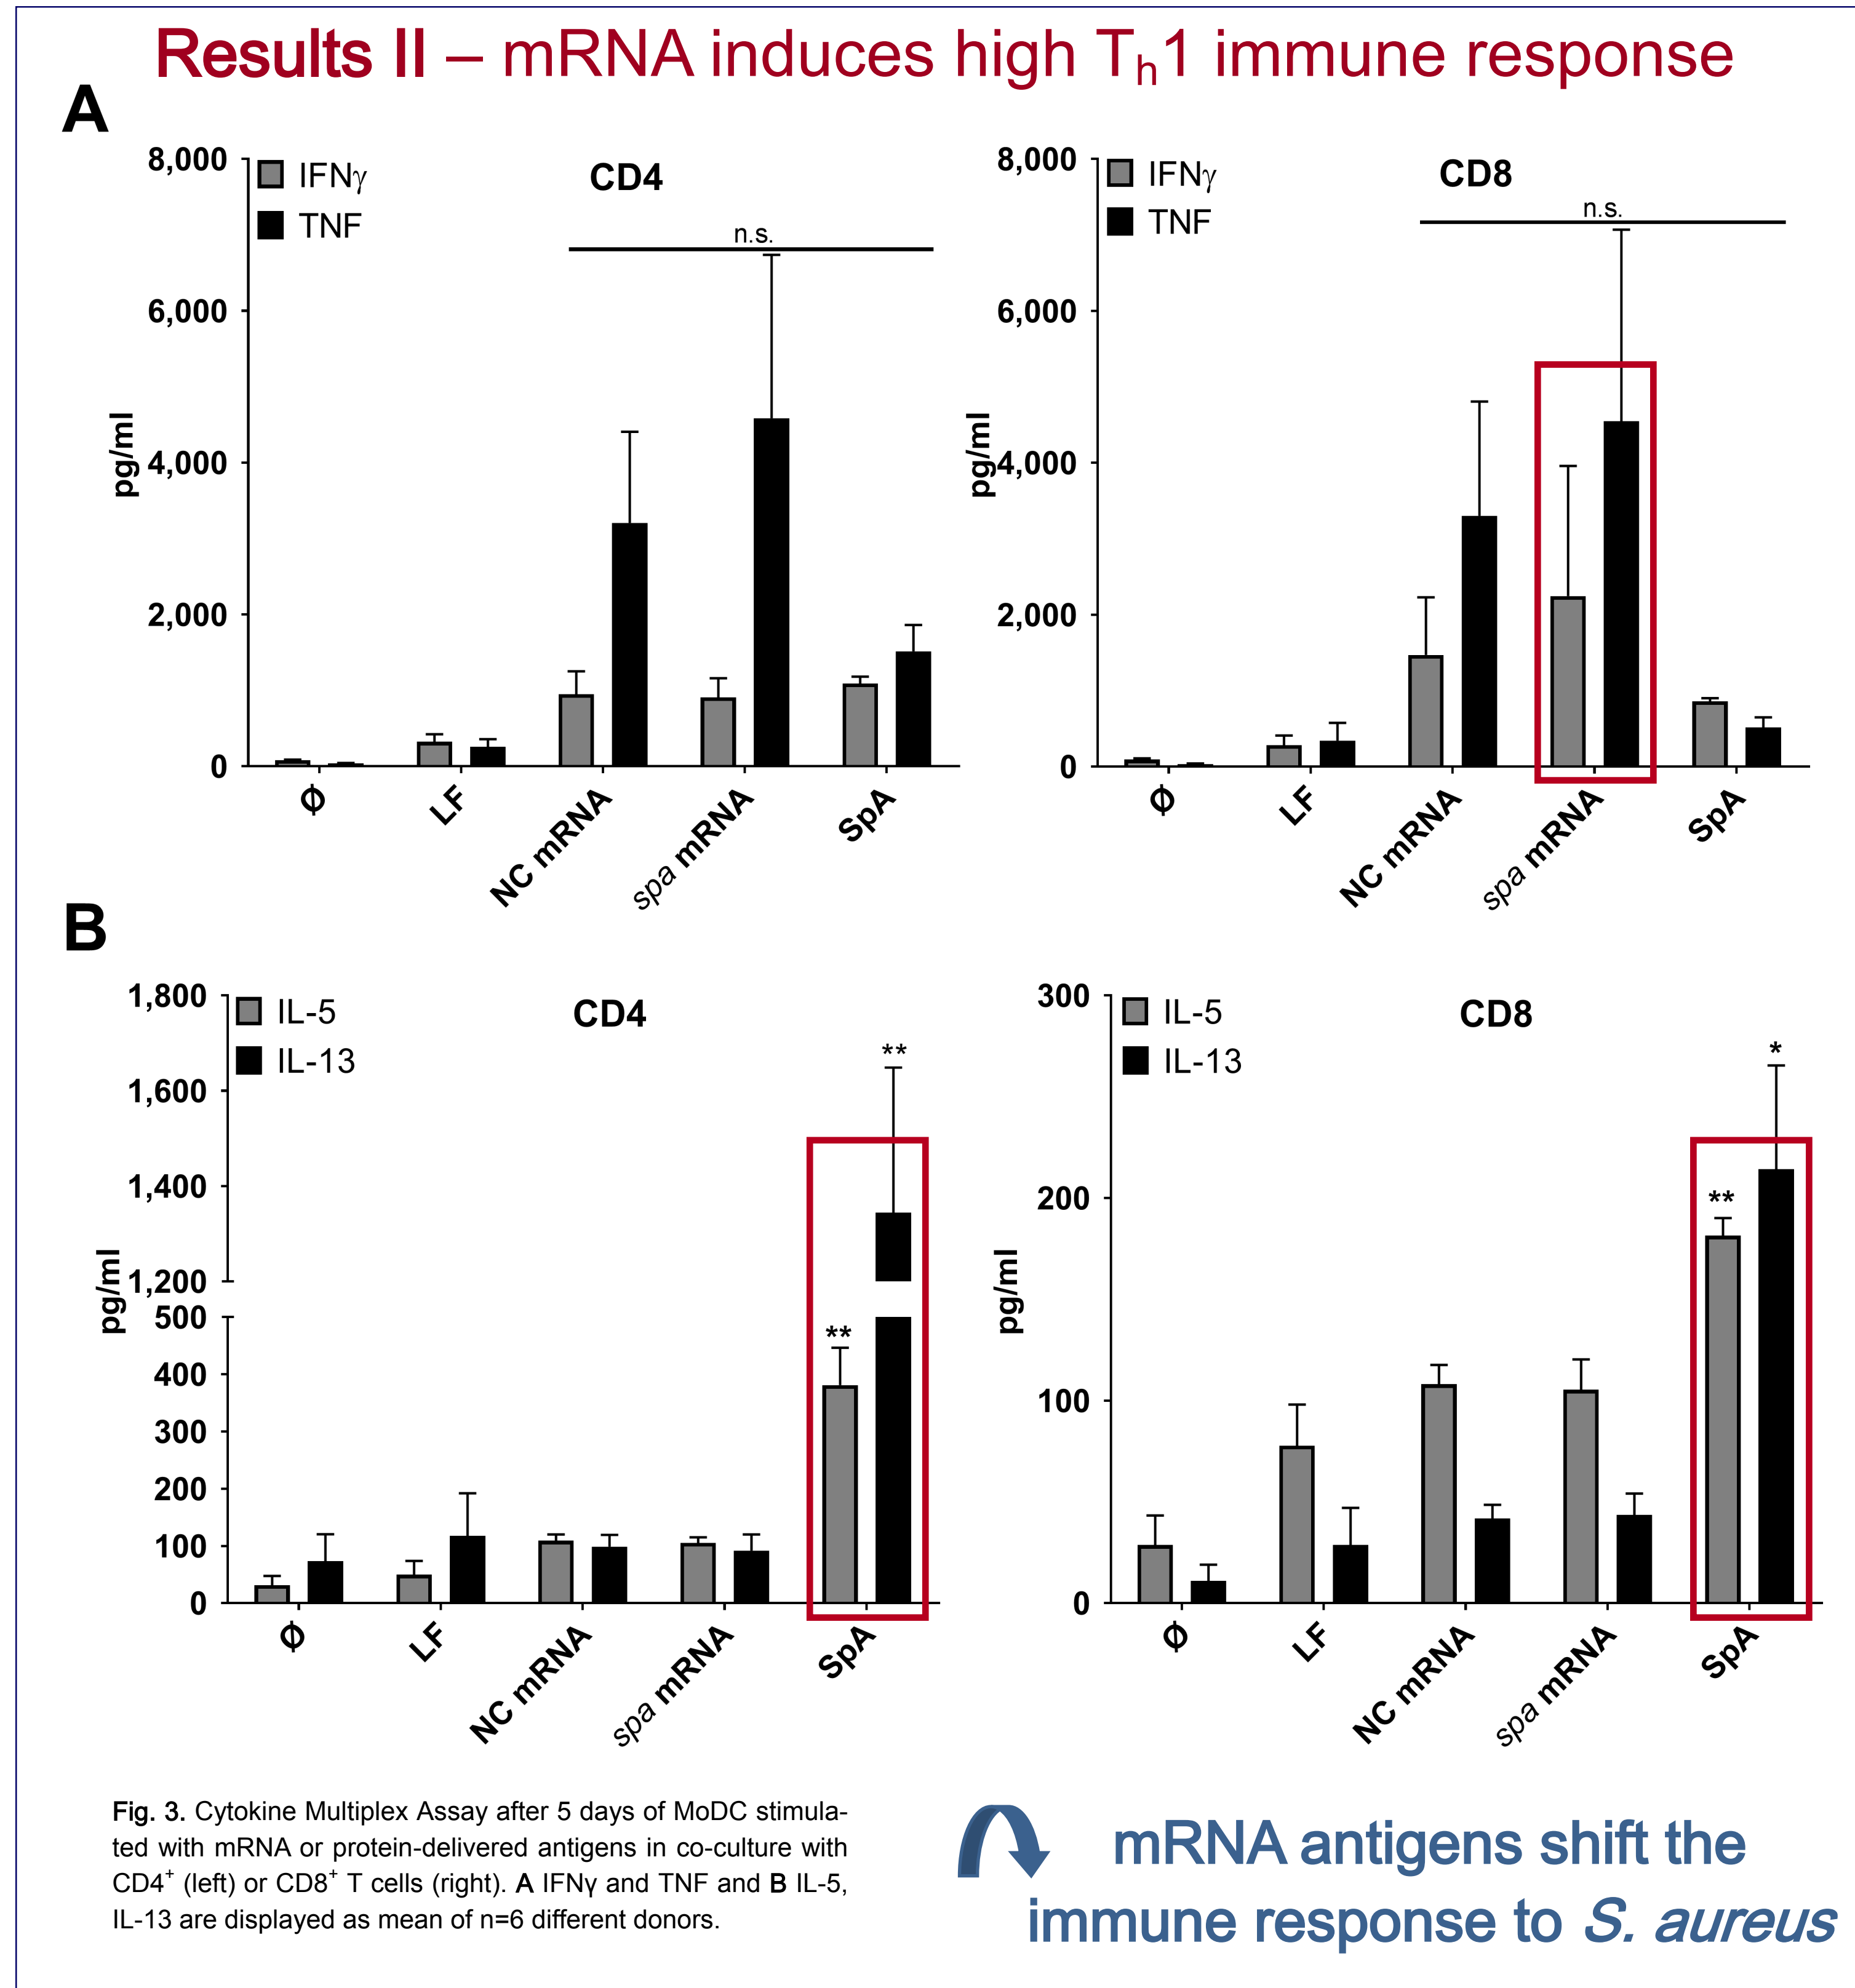 Results II – mRNA induces high Th1 immune response
A
8,000
6,000
4,000
2,000
0
pg/ml
IFNγ
TNF
CD4
n.s.
Ø
LF
NC mRNA
spa mRNA
SpA
8,000
6,000
4,000
2,000
0
pg/ml
IFNγ
TNF
CD8
n.s.
Ø
LF
NC mRNA
spa mRNA
SpA
B
1,800
1,600
1,400
1,200
500
400
300
200
100
0
pg/ml
IL-5
IL-13
CD4
**
**
Ø
LF
NC mRNA
spa mRNA
SpA
300
200
100
0
pg/ml
IL-5
IL-13
CD8
*
**
Ø
LF
NC mRNA
spa mRNA
SpA
Fig. 3. Cytokine Multiplex Assay after 5 days of MoDC stimula-
ted with mRNA or protein-delivered antigens in co-culture with
CD4+ (left) or CD8+ T cells (right). A IFNγ and TNF and B IL-5,
IL-13 are displayed as mean of n=6 different donors.
mRNA antigens shift the
immune response to S. aureus